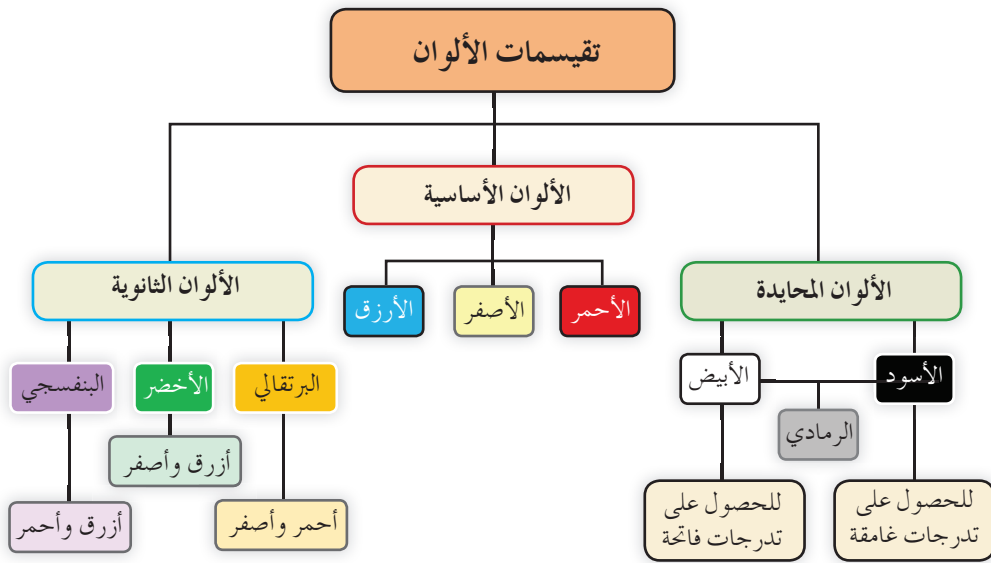 تقيسمات الألوان
الألوان الأساسية
الأحمر
الأصفر
الأزرق
الألوان المحايدة
الأسود
الأبيض
الرمادي
للحصول على
تدرجات غامقة
للحصول على
تدرجات فاتحة
الألوان الثانوية
البرتقالي
الأخضر
البنفسجي
أحمر وأصفر
أزرق وأصفر
أزرق وأحمر